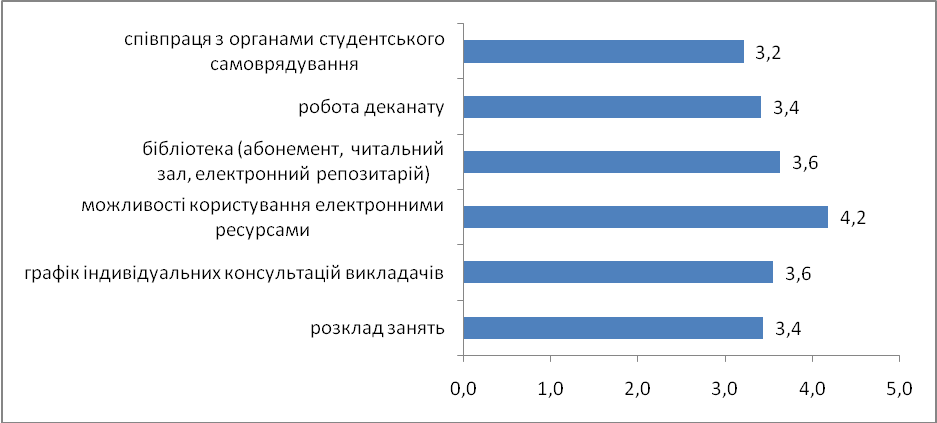 співпраця з органами студентського
самоврядування
3,2
робота деканату
3,4
бібліотека (абонемент, читальний
зал, електронний репозитарій)
3,6
можливості користування електронними
ресурсами
4,2
графік індивідуальних консультацій викладачів
3,6
розклад занять
3,4
0,0 1,0 2,0 3,0 4,0 5,0